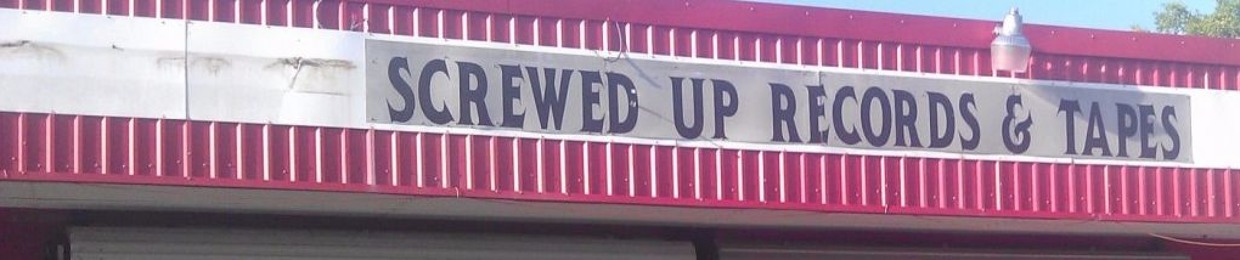 SCREWED UP RECORDS & TAPES